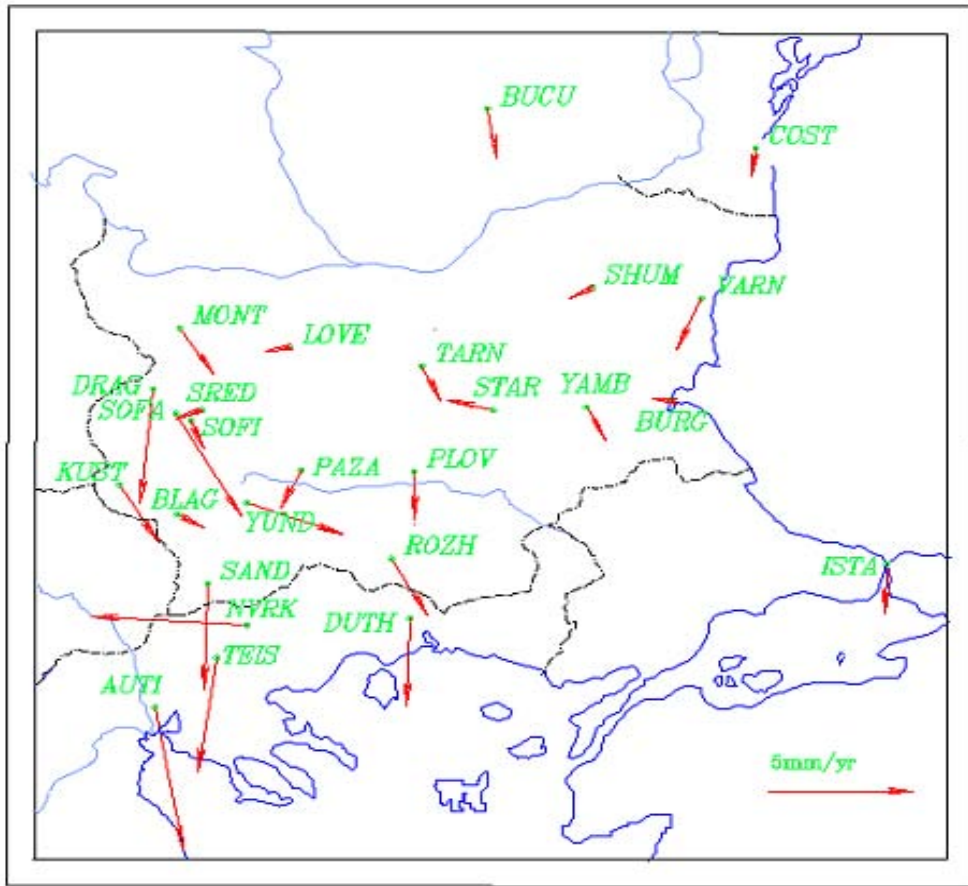 BUCU
COST
SHUM
VARN
MONT
LOVE
TARN
DRAG
SRED
STAR
YAMB
SOFA
SOFI
BURG
KUST
PAZA
PLOV
BLAG
YUND
ROZH
SAND
ISTA
NVRK
DUTH
TEIS
AUTI
5mm/yr